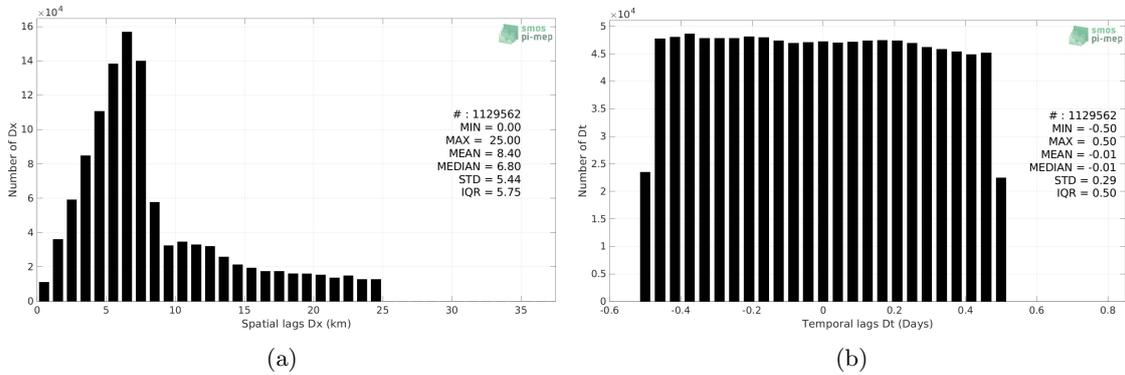 ×10⁴
16
14
12
10
8
6
4
2
0
Number of Dx
0 5 10 15 20 25 30 35
Spatial lags Dx (km)
smos
pi-mep
# : 1129562
MIN = 0.00
MAX = 25.00
MEAN = 8.40
MEDIAN = 6.80
STD = 5.44
IQR = 5.75
(a)
×10⁴
5
4.5
4
3.5
3
2.5
2
1.5
1
0.5
0
Number of Dt
-0.6 -0.4 -0.2 0 0.2 0.4 0.6 0.8
Temporal lags Dt (Days)
smos
pi-mep
# : 1129562
MIN = -0.50
MAX = 0.50
MEAN = -0.01
MEDIAN = -0.01
STD = 0.29
IQR = 0.50
(b)